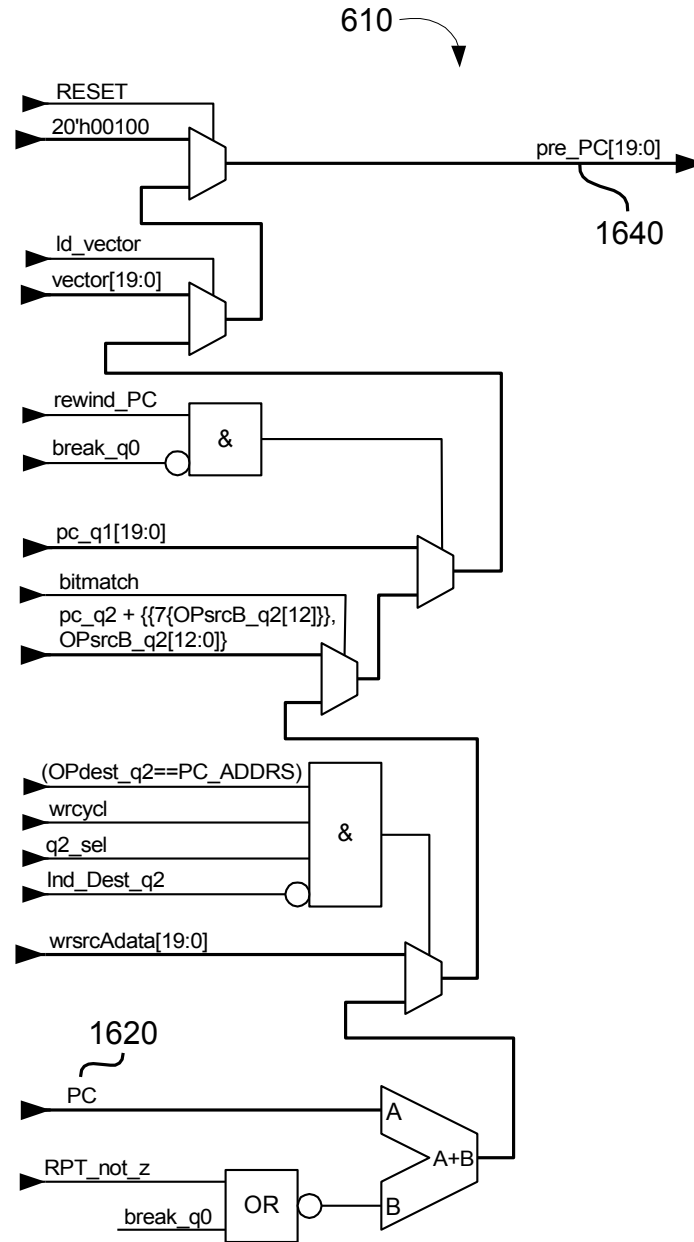 610
RESET
20'h00100
pre_PC[19:0]
1640
ld_vector
vector[19:0]
rewind_PC
&
break_q0
pc_q1[19:0]
bitmatch
pc_q2 + {{7{OPsrcB_q2[12]}},
OPsrcB_q2[12:0]}
(OPdest_q2==PC_ADDRS)
wrcycl
&
q2_sel
Ind_Dest_q2
wrsrcAdata[19:0]
1620
PC
A
A+B
RPT_not_z
OR
B
break_q0